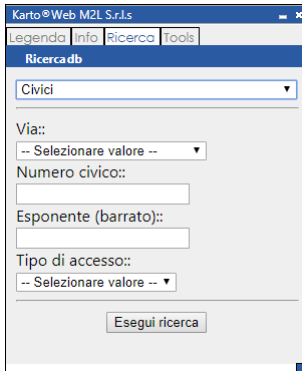 Karto®Web M2L S.r.l.s
Legenda Info Ricerca Tools
Ricerca db
Civici
Via::
-- Selezionare valore --
Numero civico::
Esponente (barrato)::
Tipo di accesso::
-- Selezionare valore --
Esegui ricerca